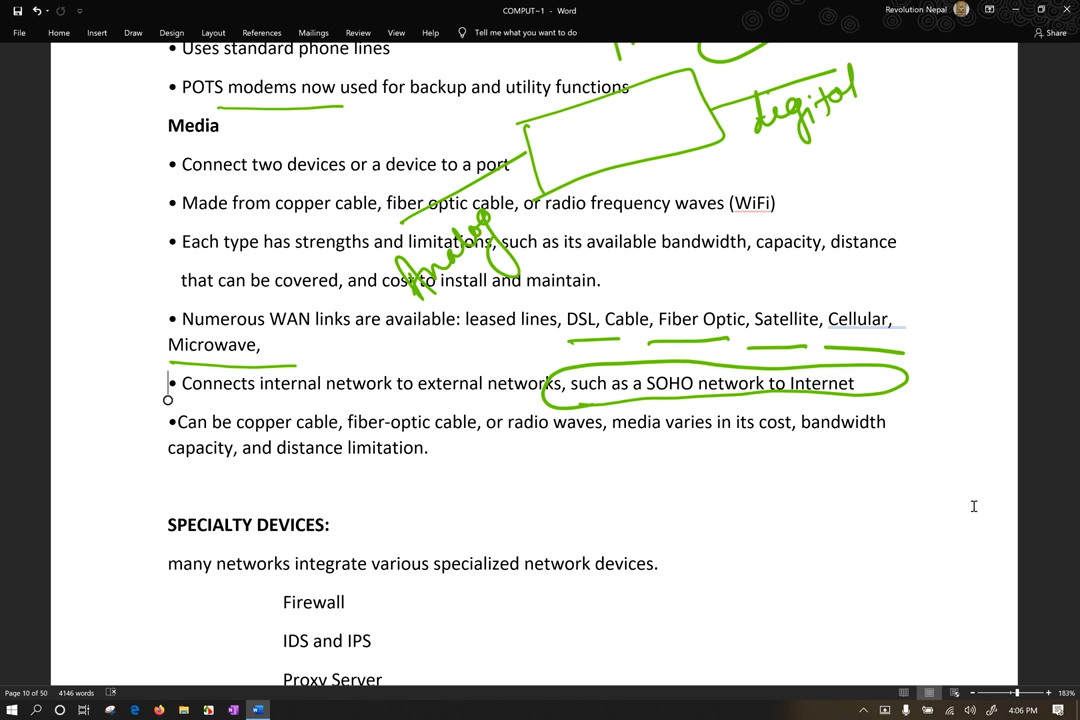 COMPUT~1 - Word
Revolution Nepal
File Home Insert Draw Design Layout References Mailings Review View Help Tell me what you want to do
Share
• Uses standard phone lines
• POTS modems now used for backup and utility functions
digital
Media
• Connect two devices or a device to a port
• Made from copper cable, fiber optic cable, or radio frequency waves (WiFi)
Analog
• Each type has strengths and limitations, such as its available bandwidth, capacity, distance
that can be covered, and cost to install and maintain.
• Numerous WAN links are available: leased lines, DSL, Cable, Fiber Optic, Satellite, Cellular,
Microwave,
• Connects internal network to external networks, such as a SOHO network to Internet
•Can be copper cable, fiber-optic cable, or radio waves, media varies in its cost, bandwidth
capacity, and distance limitation.
SPECIALTY DEVICES:
many networks integrate various specialized network devices.
Firewall
IDS and IPS
Proxy Server
Page 10 of 50 4146 words
183%
4:06 PM